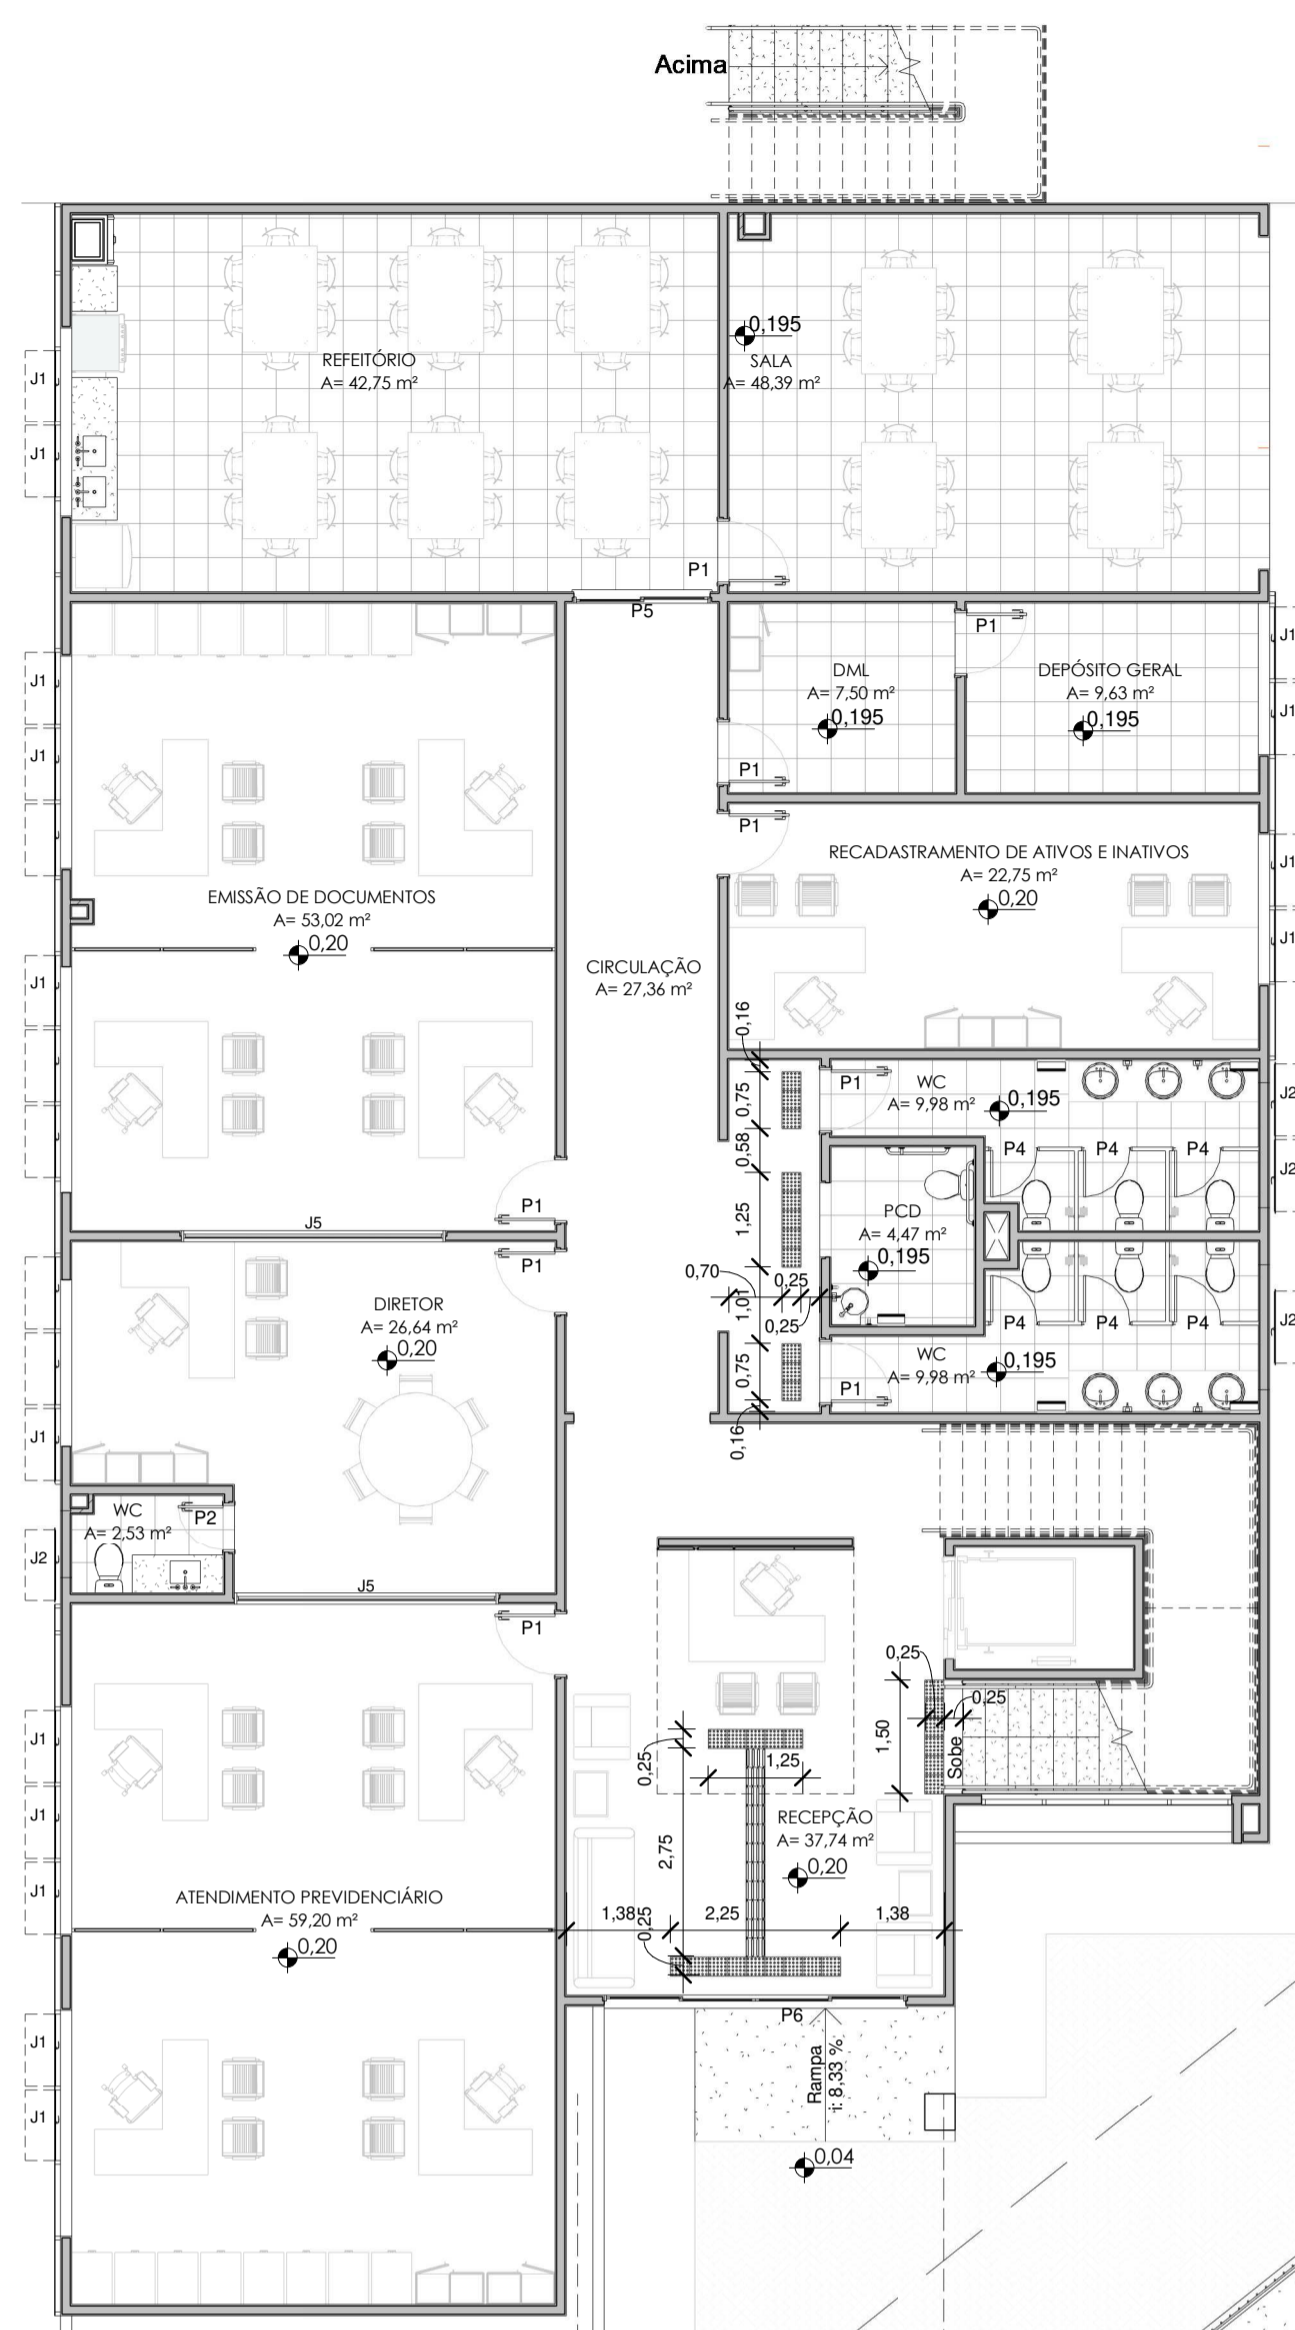 Acima
REFEITÓRIO
A= 42,75 m²
0,195
SALA
A= 48,39 m²
J1
J1
P1
P5
P1
J1
DML
A= 7,50 m²
0,195
DEPÓSITO GERAL
A= 9,63 m²
0,195
J1
J1
J1
P1
P1
RECADASTRAMENTO DE ATIVOS E INATIVOS
A= 22,75 m²
0,20
J1
J1
EMISSÃO DE DOCUMENTOS
A= 53,02 m²
0,20
J1
CIRCULAÇÃO
A= 27,36 m²
0,16
0,75
0,58
1,25
1,01
0,75
0,16
0,70
0,25
0,25
P1
WC
A= 9,98 m²
0,195
J2
J2
P4
P4
P4
PCD
A= 4,47 m²
0,195
P1
J5
P1
DIRETOR
A= 26,64 m²
0,20
J1
J1
P4
P4
P4
J2
WC
A= 9,98 m²
0,195
P1
WC
A= 2,53 m²
P2
J2
J5
P1
0,25
0,25
1,50
Sobe
0,25
1,25
2,75
RECEPÇÃO
A= 37,74 m²
0,20
J1
J1
J1
ATENDIMENTO PREVIDENCIÁRIO
A= 59,20 m²
0,20
1,38
0,25
2,25
1,38
P6
Rampa
i: 8,33 %
0,04
J1
J1